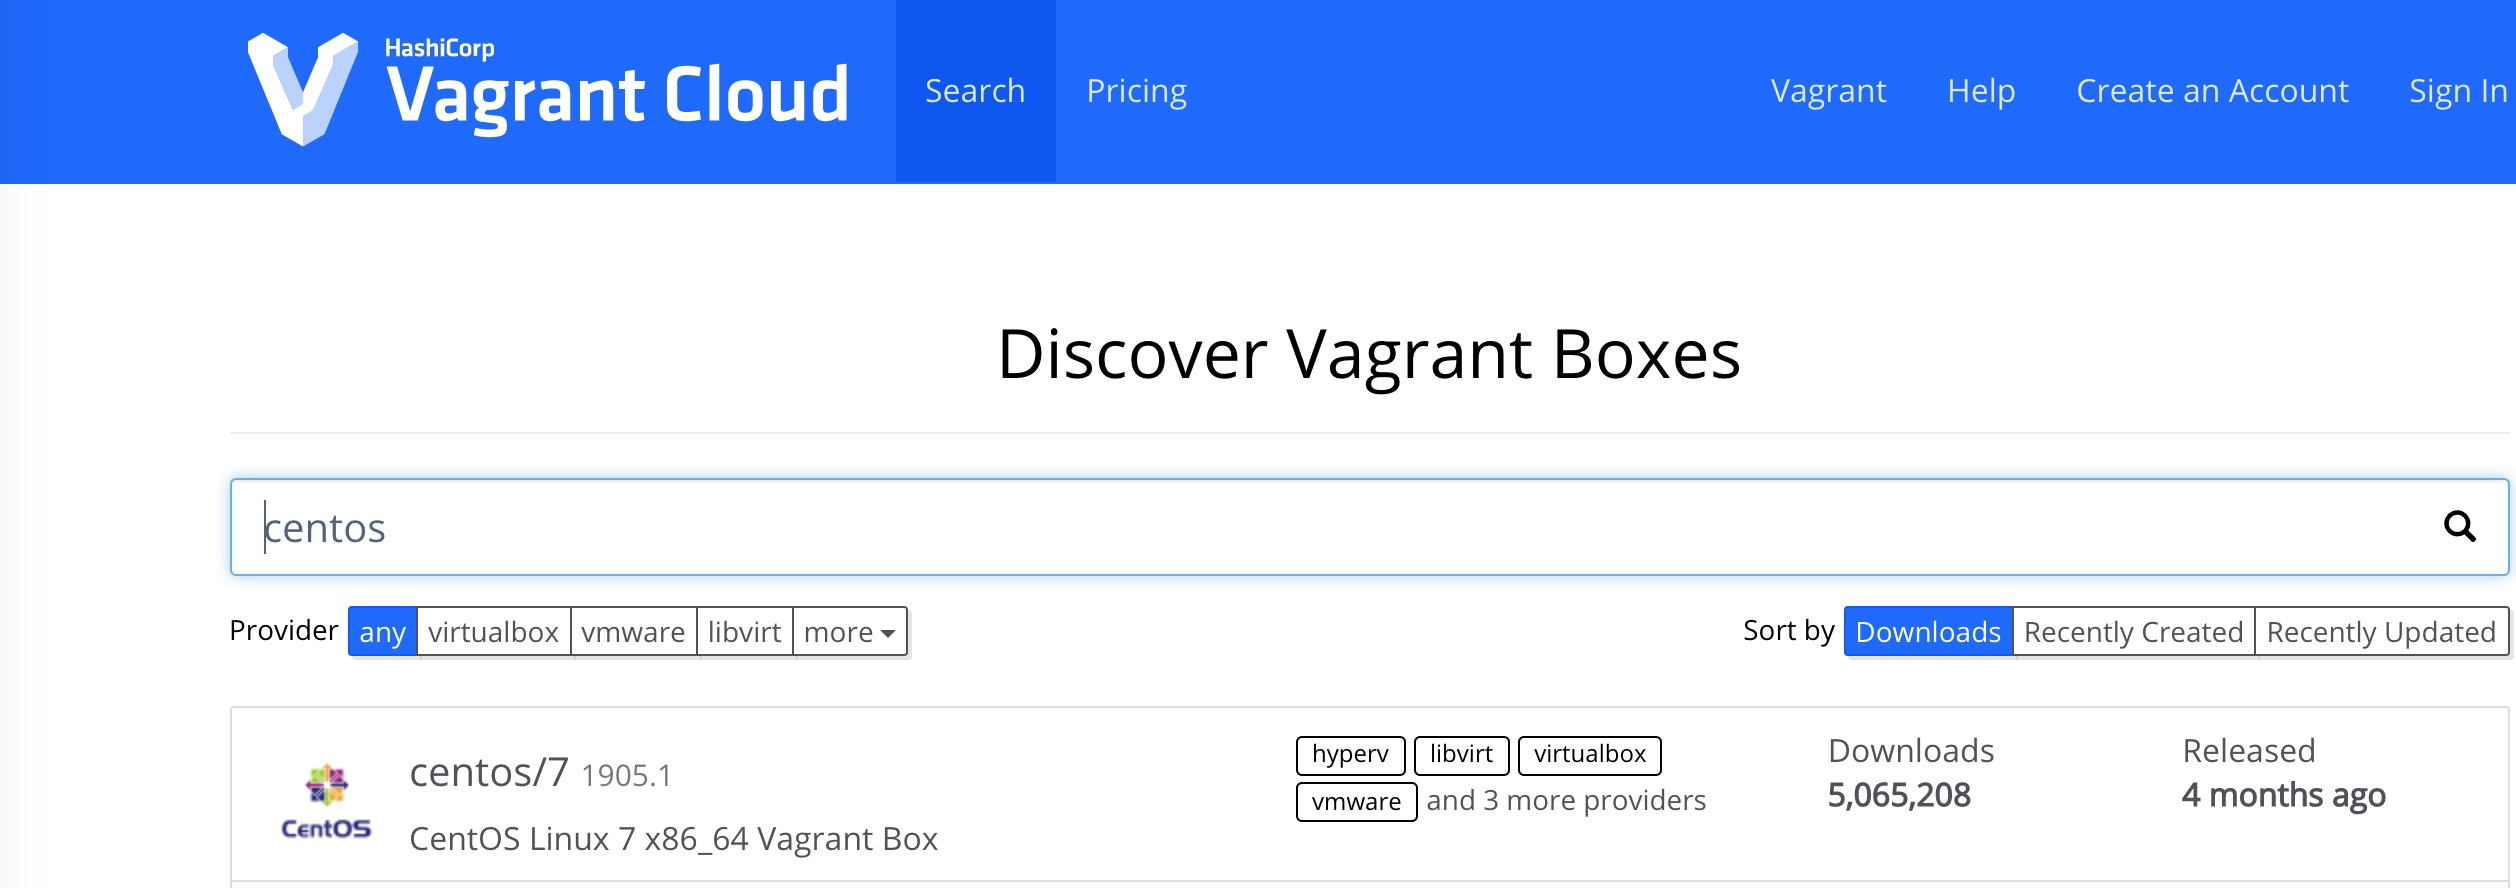 HashiCorp
Vagrant Cloud
Search
Pricing
Vagrant
Help
Create an Account
Sign In
Discover Vagrant Boxes
centos
Provider any virtualbox vmware libvirt more
Sort by Downloads Recently Created Recently Updated
CentOS
centos/7 1905.1
CentOS Linux 7 x86_64 Vagrant Box
hyperv libvirt virtualbox
vmware and 3 more providers
Downloads
5,065,208
Released
4 months ago